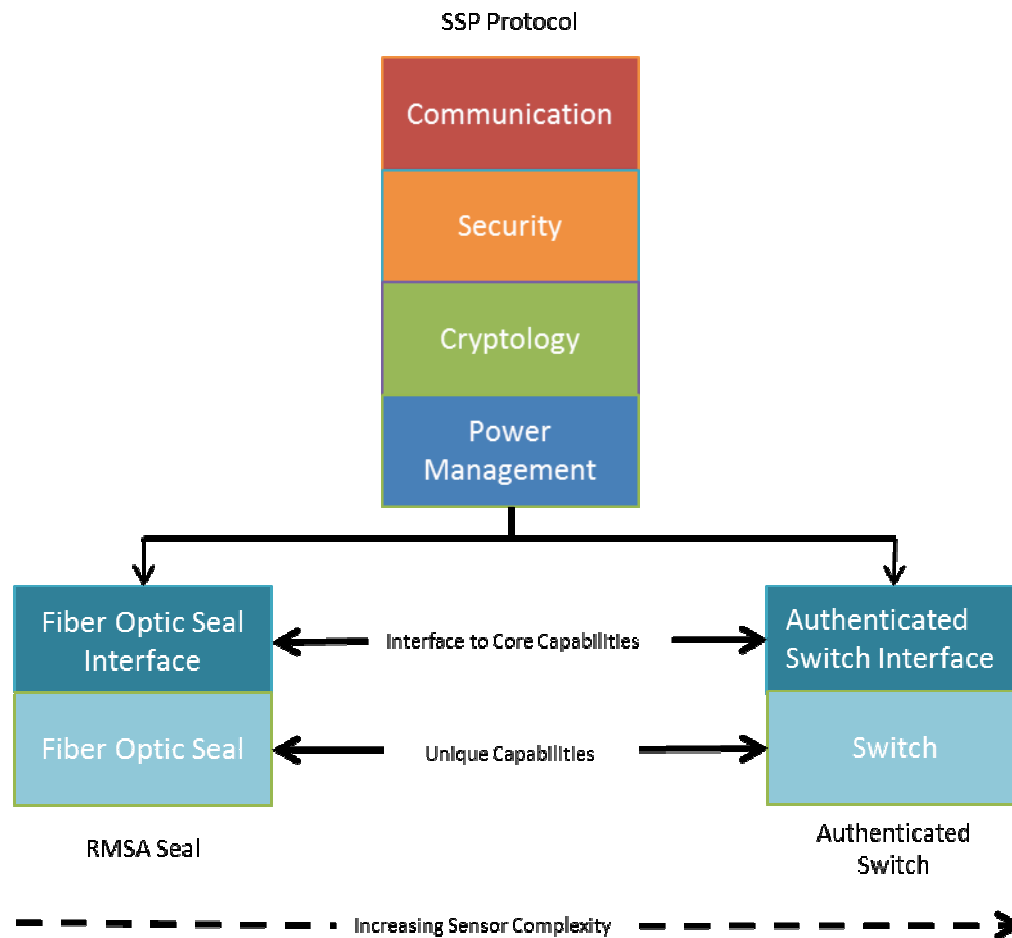 SSP Protocol
Communication
Security
Cryptology
Power
Management
Fiber Optic Seal
Interface
Interface to Core Capabilities
Authenticated
Switch Interface
Fiber Optic Seal
Unique Capabilities
Switch
RMSA Seal
Authenticated
Switch
Increasing Sensor Complexity